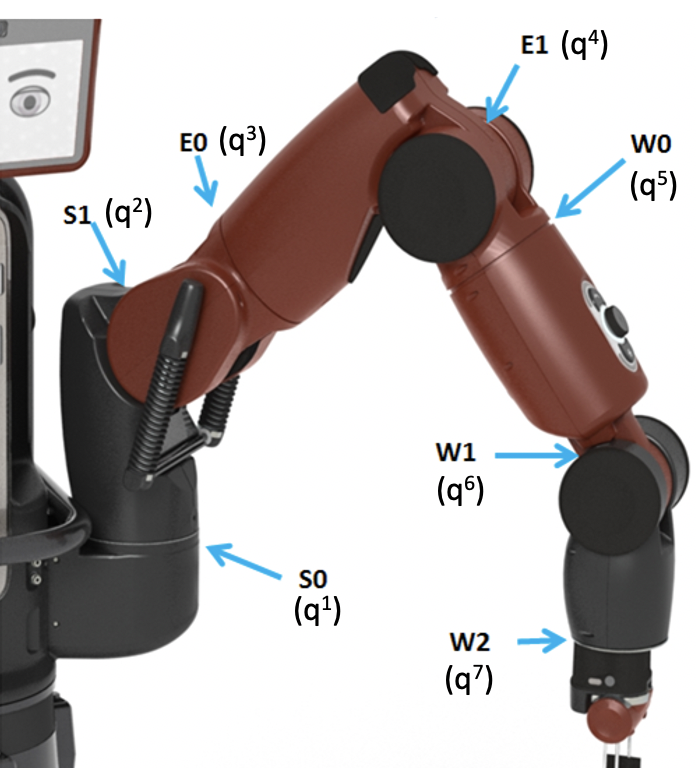 E1 (q⁴)
E0 (q³)
W0
(q⁵)
S1 (q²)
W1
(q⁶)
S0
(q¹)
W2
(q⁷)